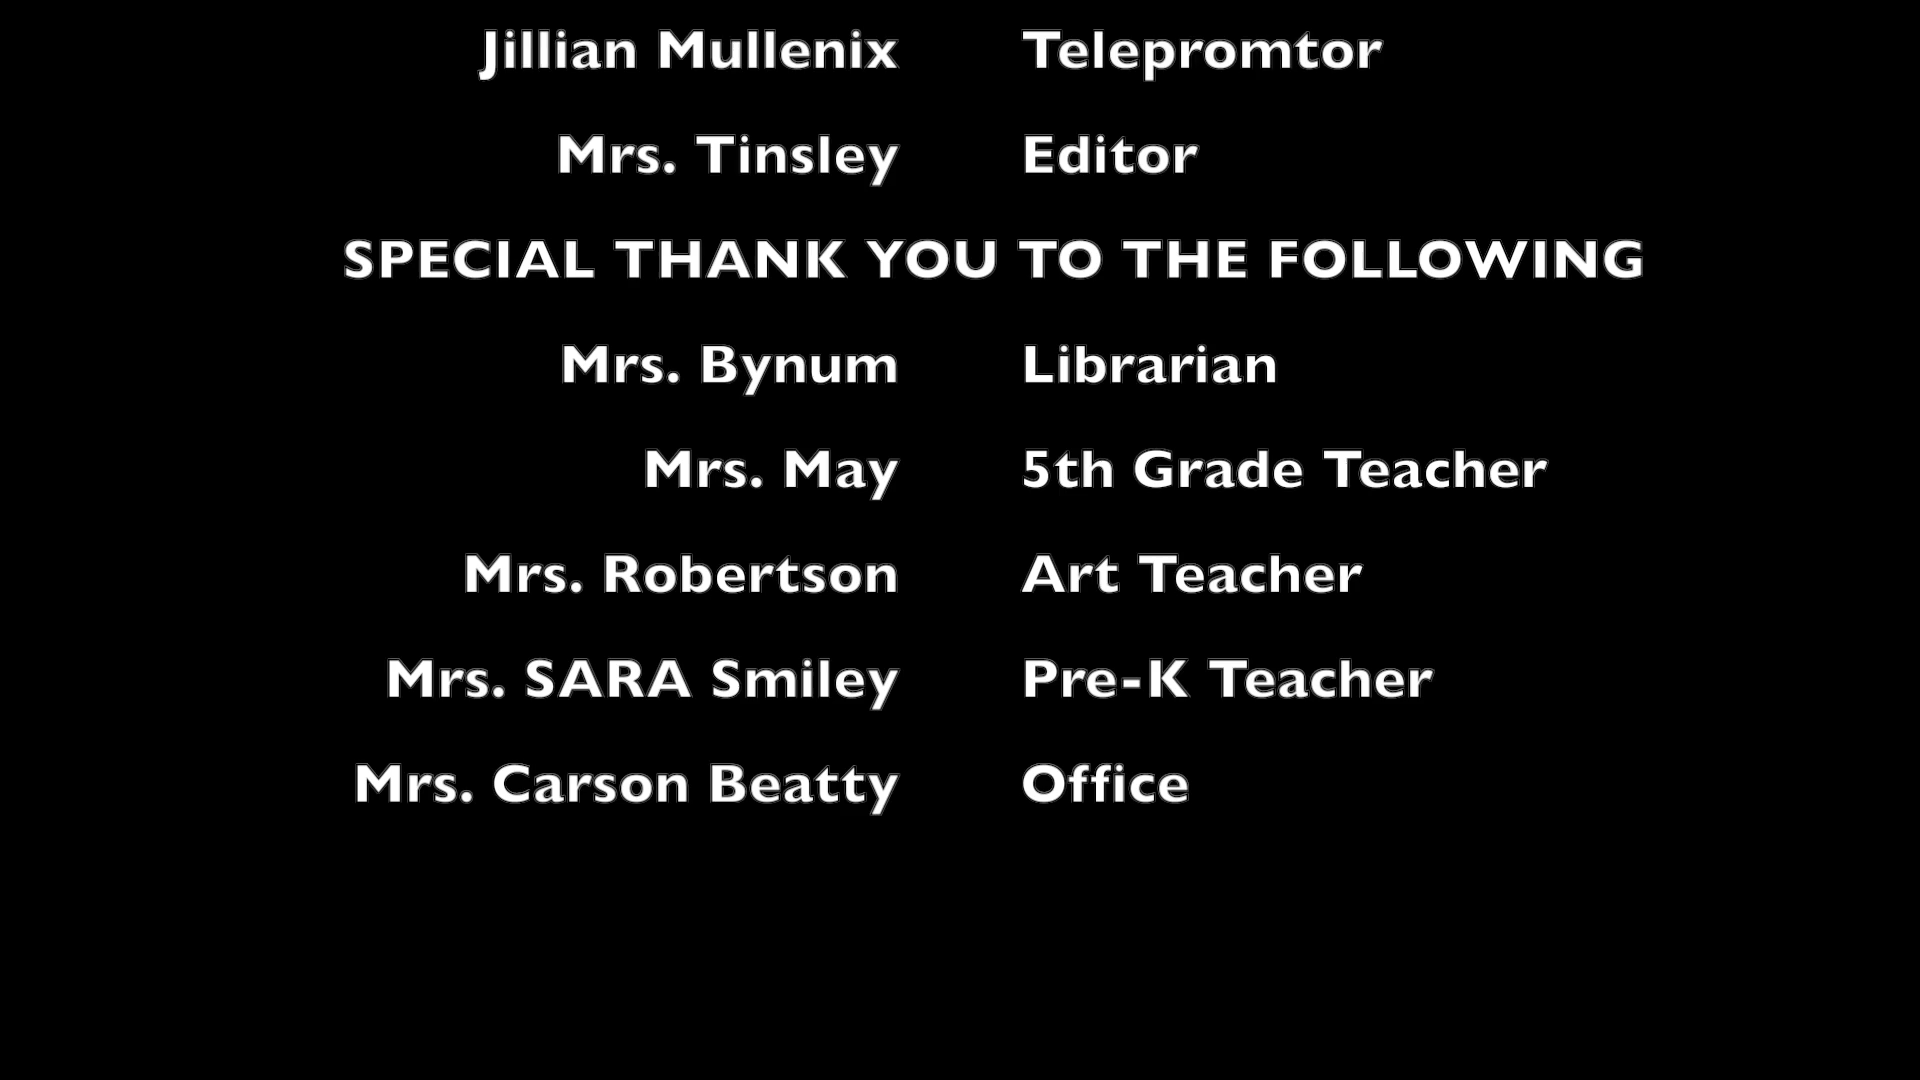 Jillian Mullenix Telepromtor
Mrs. Tinsley Editor
SPECIAL THANK YOU TO THE FOLLOWING
Mrs. Bynum Librarian
Mrs. May 5th Grade Teacher
Mrs. Robertson Art Teacher
Mrs. SARA Smiley Pre-K Teacher
Mrs. Carson Beatty Office